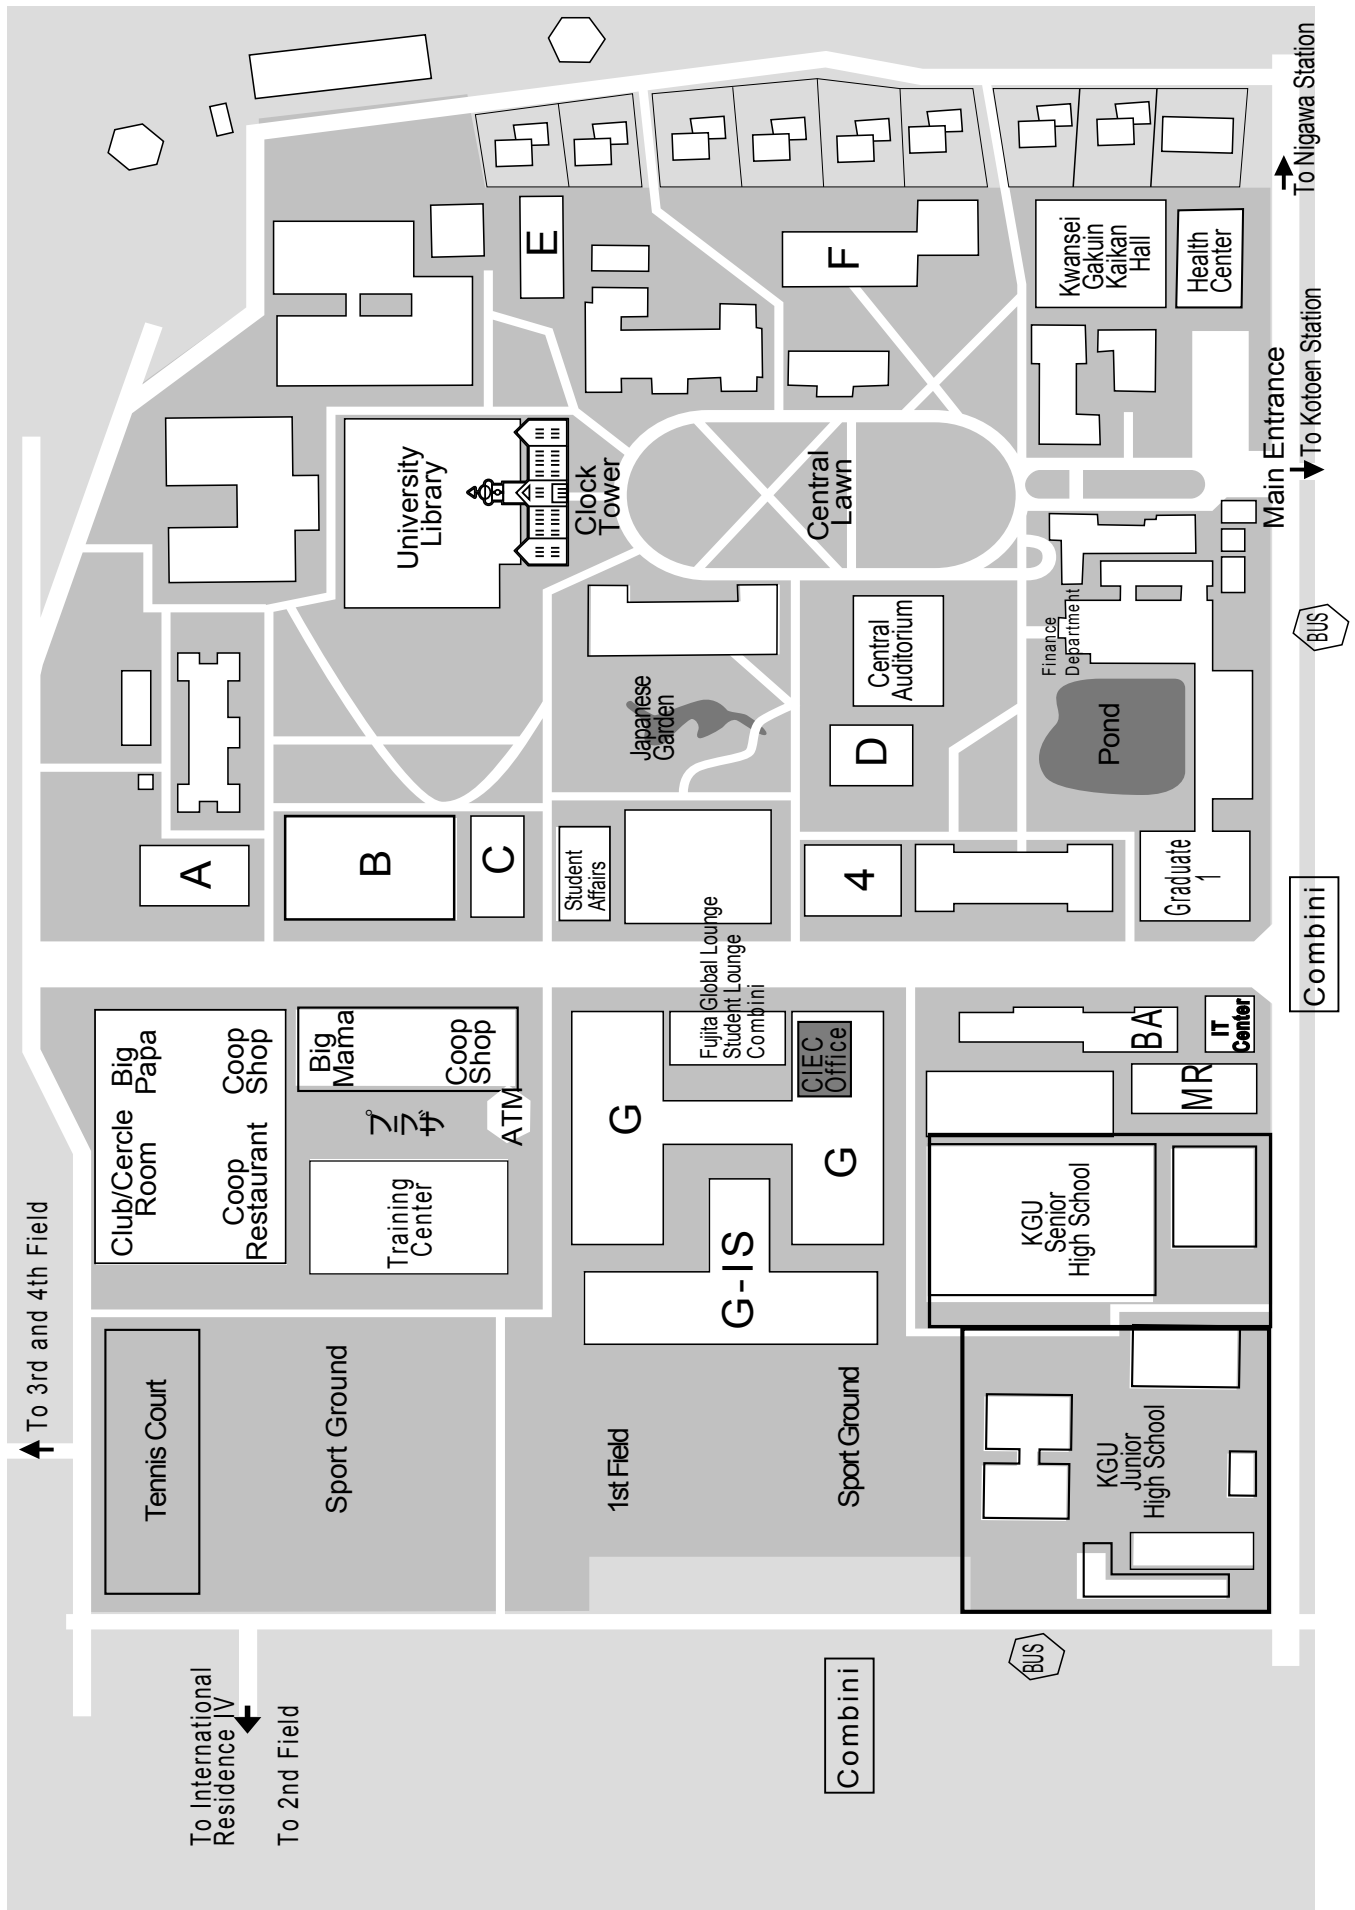 To 3rd and 4th Field
To International
Residence IV
To 2nd Field
Tennis Court
Club/Cercle
Room
Big
Papa
Coop
Restaurant
Coop
Shop
A
Sport Ground
Training
Center
プラザ
Big
Mama
Coop
Shop
ATM
B
C
University
Library
Clock
Tower
E
1st Field
G
G-IS
G
Fujita Global Lounge
Student Lounge
Combini
CIEC
Office
Student
Affairs
Japanese
Garden
Sport Ground
Combini
4
D
Central
Auditorium
Central
Lawn
F
BUS
KGU
Junior
High School
KGU
Senior
High School
BA
MR
IT
Center
Graduate
1
Pond
Finance
Department
Kwansei
Gakuin
Kaikan
Hall
Health
Center
Combini
BUS
Main Entrance
To Kotoen Station
To Nigawa Station